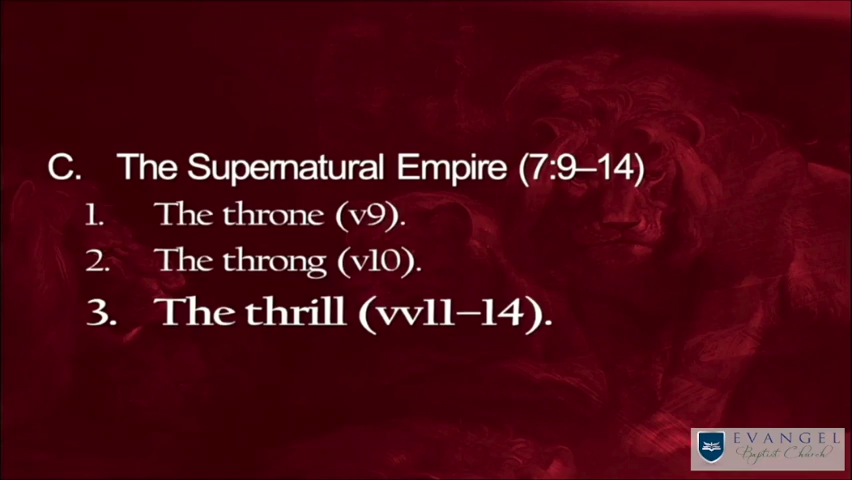 C. The Supernatural Empire (7:9–14)
1. The throne (v9).
2. The throng (v10).
3. The thrill (vv11–14).
EVANGEL
Baptist Church